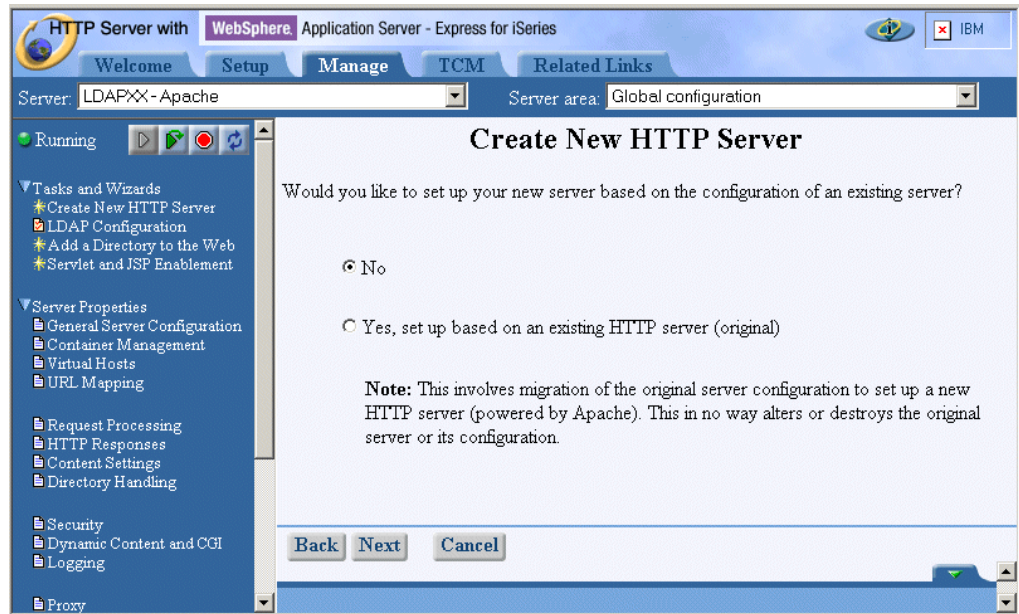 HTTP Server with WebSphere. Application Server - Express for iSeries
IBM
Welcome Setup Manage TCM Related Links
Server: LDAPXX - Apache Server area: Global configuration
Running
Tasks and Wizards
Create New HTTP Server
LDAP Configuration
Add a Directory to the Web
Servlet and JSP Enablement
Server Properties
General Server Configuration
Container Management
Virtual Hosts
URL Mapping
Request Processing
HTTP Responses
Content Settings
Directory Handling
Security
Dynamic Content and CGI
Logging
Proxy
Create New HTTP Server
Would you like to set up your new server based on the configuration of an existing server?
No
Yes, set up based on an existing HTTP server (original)
Note: This involves migration of the original server configuration to set up a new
HTTP server (powered by Apache). This in no way alters or destroys the original
server or its configuration.
Back Next Cancel